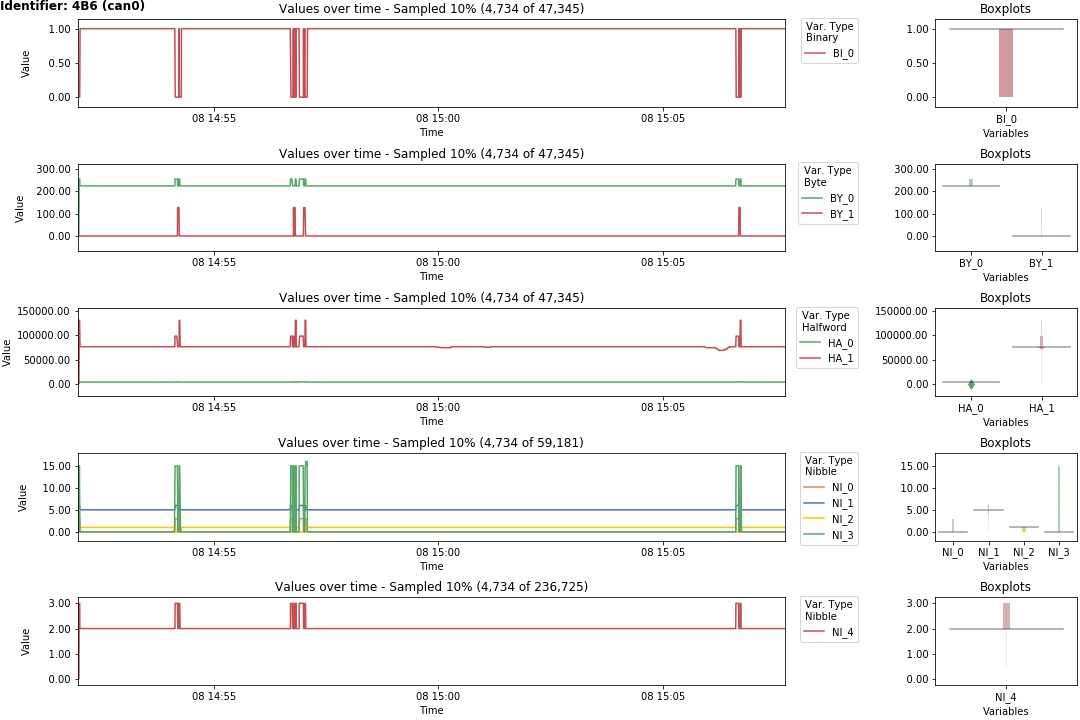 Identifier: 4B6 (can0)
Values over time - Sampled 10% (4,734 of 47,345)
Boxplots
Value
1.00
0.50
0.00
08 14:55
08 15:00
08 15:05
Time
Var. Type
Binary
BI_0
1.00
0.50
0.00
BI_0
Variables
Values over time - Sampled 10% (4,734 of 47,345)
Boxplots
Value
300.00
200.00
100.00
0.00
08 14:55
08 15:00
08 15:05
Time
Var. Type
Byte
BY_0
BY_1
300.00
200.00
100.00
0.00
BY_0
BY_1
Variables
Values over time - Sampled 10% (4,734 of 47,345)
Boxplots
Value
150000.00
100000.00
50000.00
0.00
08 14:55
08 15:00
08 15:05
Time
Var. Type
Halfword
HA_0
HA_1
150000.00
100000.00
50000.00
0.00
HA_0
HA_1
Variables
Values over time - Sampled 10% (4,734 of 59,181)
Boxplots
Value
15.00
10.00
5.00
0.00
08 14:55
08 15:00
08 15:05
Time
Var. Type
Nibble
NI_0
NI_1
NI_2
NI_3
15.00
10.00
5.00
0.00
NI_0
NI_1
NI_2
NI_3
Variables
Values over time - Sampled 10% (4,734 of 236,725)
Boxplots
Value
3.00
2.00
1.00
0.00
08 14:55
08 15:00
08 15:05
Time
Var. Type
Nibble
NI_4
3.00
2.00
1.00
0.00
NI_4
Variables